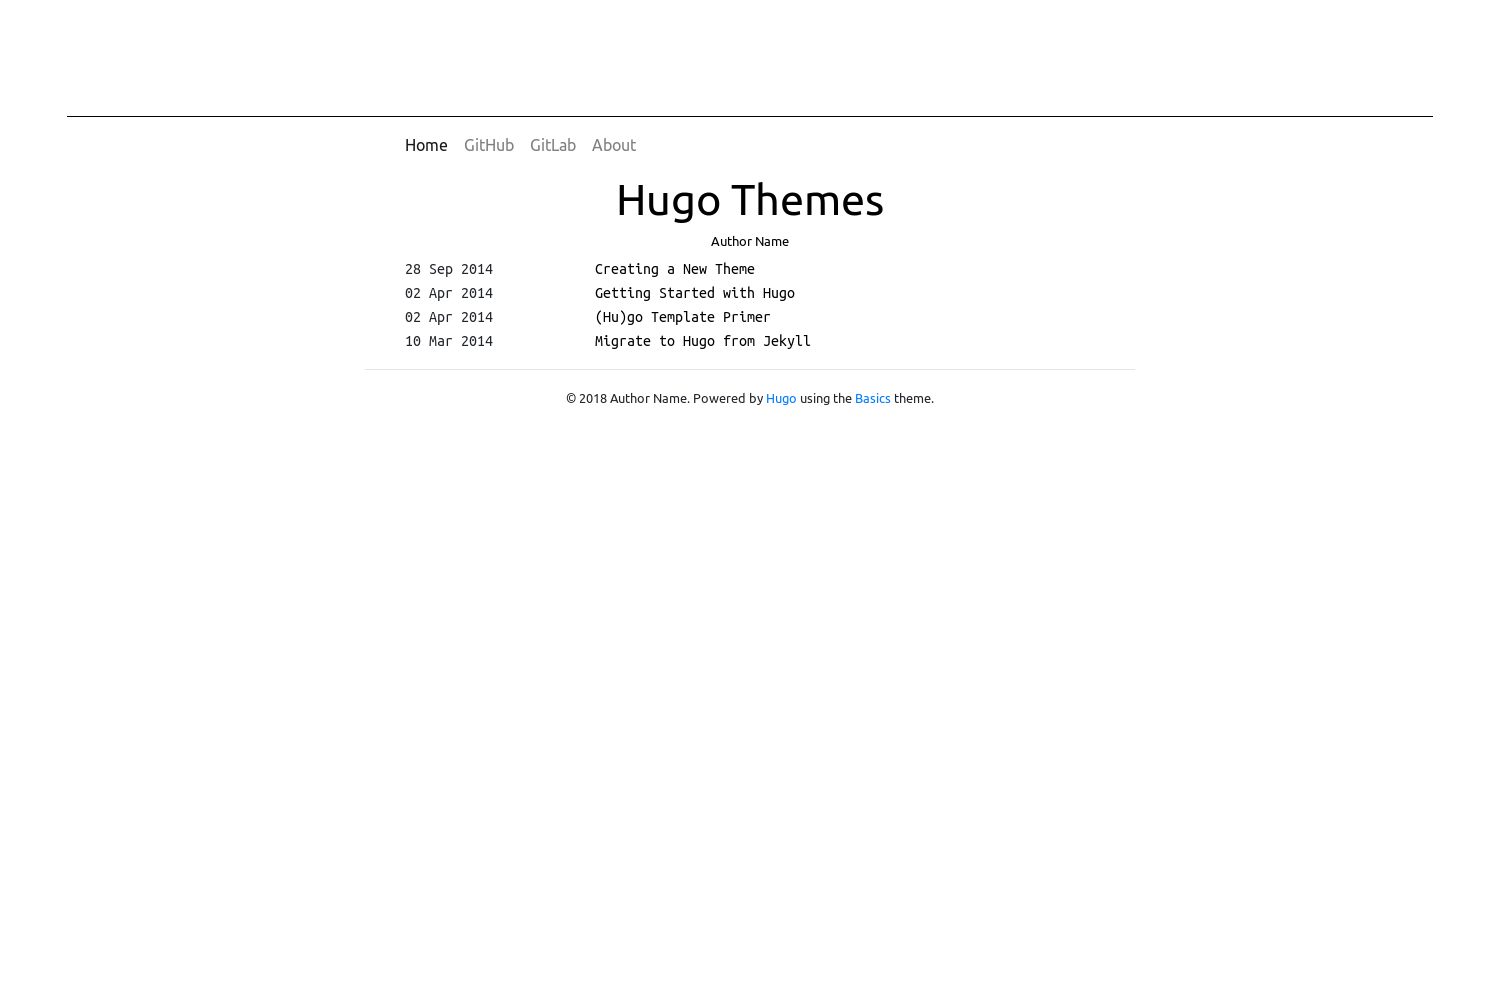 Home GitHub GitLab About
Hugo Themes
Author Name
28 Sep 2014 Creating a New Theme
02 Apr 2014 Getting Started with Hugo
02 Apr 2014 (Hu)go Template Primer
10 Mar 2014 Migrate to Hugo from Jekyll
© 2018 Author Name. Powered by Hugo using the Basics theme.